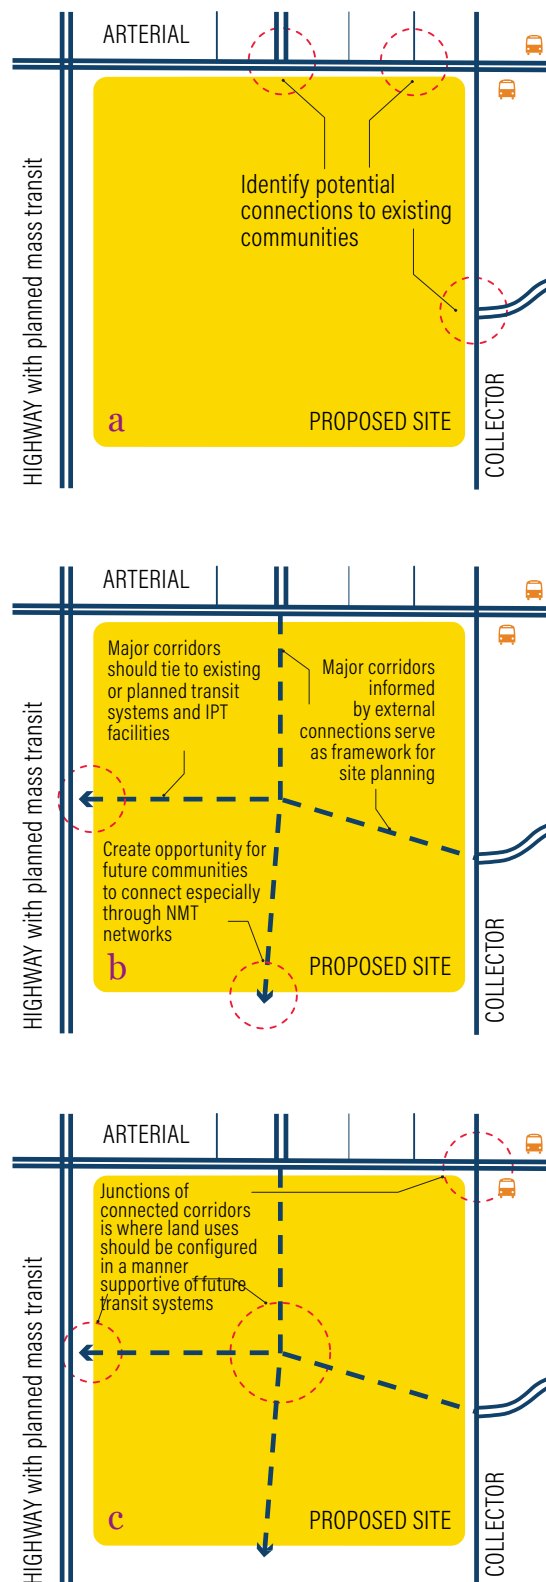 ARTERIAL
HIGHWAY with planned mass transit
Identify potential
connections to existing
communities
a
PROPOSED SITE
COLLECTOR
ARTERIAL
HIGHWAY with planned mass transit
Major corridors
should tie to existing
or planned transit
systems and IPT
facilities
Major corridors
informed
by external
connections serve
as framework for
site planning
Create opportunity for
future communities
to connect especially
through NMT
networks
b
PROPOSED SITE
COLLECTOR
ARTERIAL
HIGHWAY with planned mass transit
Junctions of
connected corridors
is where land uses
should be configured
in a manner
supportive of future
transit systems
c
PROPOSED SITE
COLLECTOR